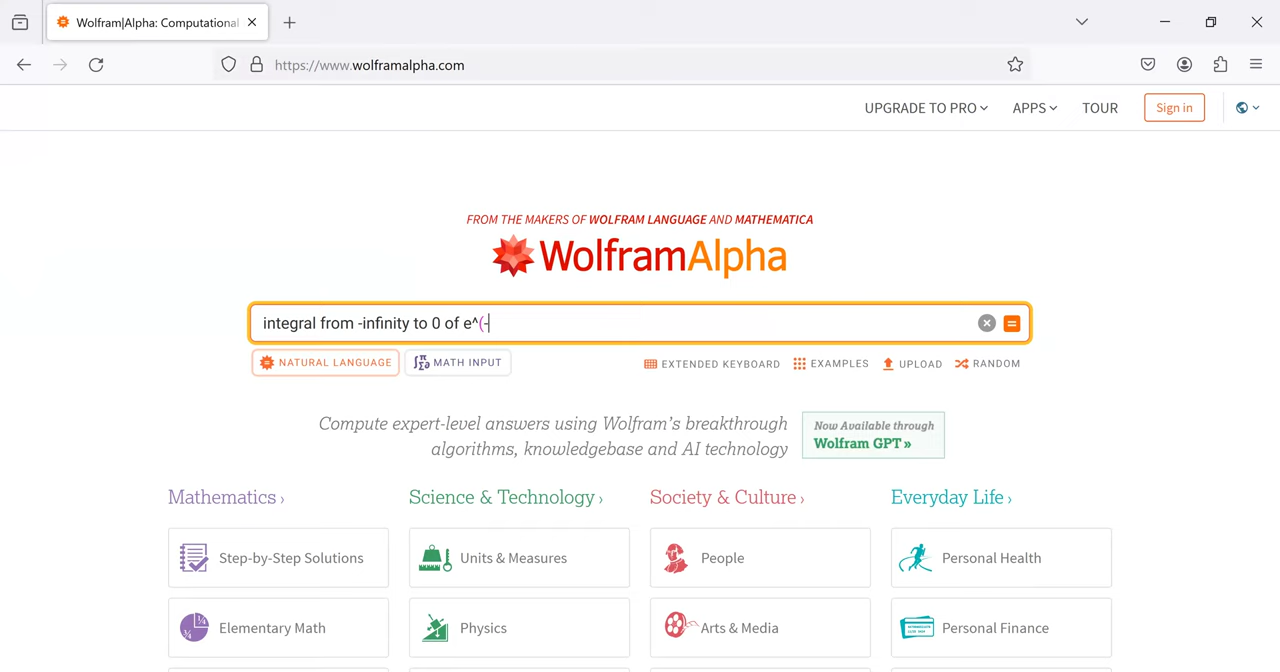 Wolfram|Alpha: Computational
https://www.wolframalpha.com
UPGRADE TO PRO APPS TOUR Sign in
FROM THE MAKERS OF WOLFRAM LANGUAGE AND MATHEMATICA
WolframAlpha
integral from -infinity to 0 of e^(-
NATURAL LANGUAGE MATH INPUT EXTENDED KEYBOARD EXAMPLES UPLOAD RANDOM
Compute expert-level answers using Wolfram's breakthrough
algorithms, knowledgebase and AI technology
Now Available through
Wolfram GPT »
Mathematics › Science & Technology › Society & Culture › Everyday Life ›
Step-by-Step Solutions Units & Measures People Personal Health
Elementary Math Physics Arts & Media Personal Finance